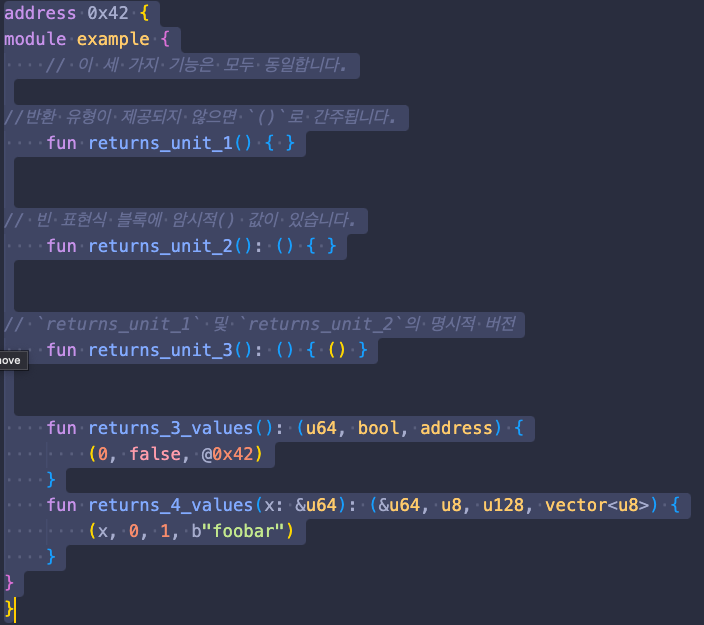 address 0x42 {
module example {
    // 이 세 가지 기능은 모두 동일합니다.
//반환 유형이 제공되지 않으면 `()`로 간주됩니다.
    fun returns_unit_1() { }
// 빈 표현식 블록에 암시적() 값이 있습니다.
    fun returns_unit_2(): () { }
// `returns_unit_1` 및 `returns_unit_2`의 명시적 버전
    fun returns_unit_3(): () { () }
ove
    fun returns_3_values(): (u64, bool, address) {
        (0, false, @0x42)
    }
    fun returns_4_values(x: &u64): (&u64, u8, u128, vector<u8>) {
        (x, 0, 1, b"foobar")
    }
}
}